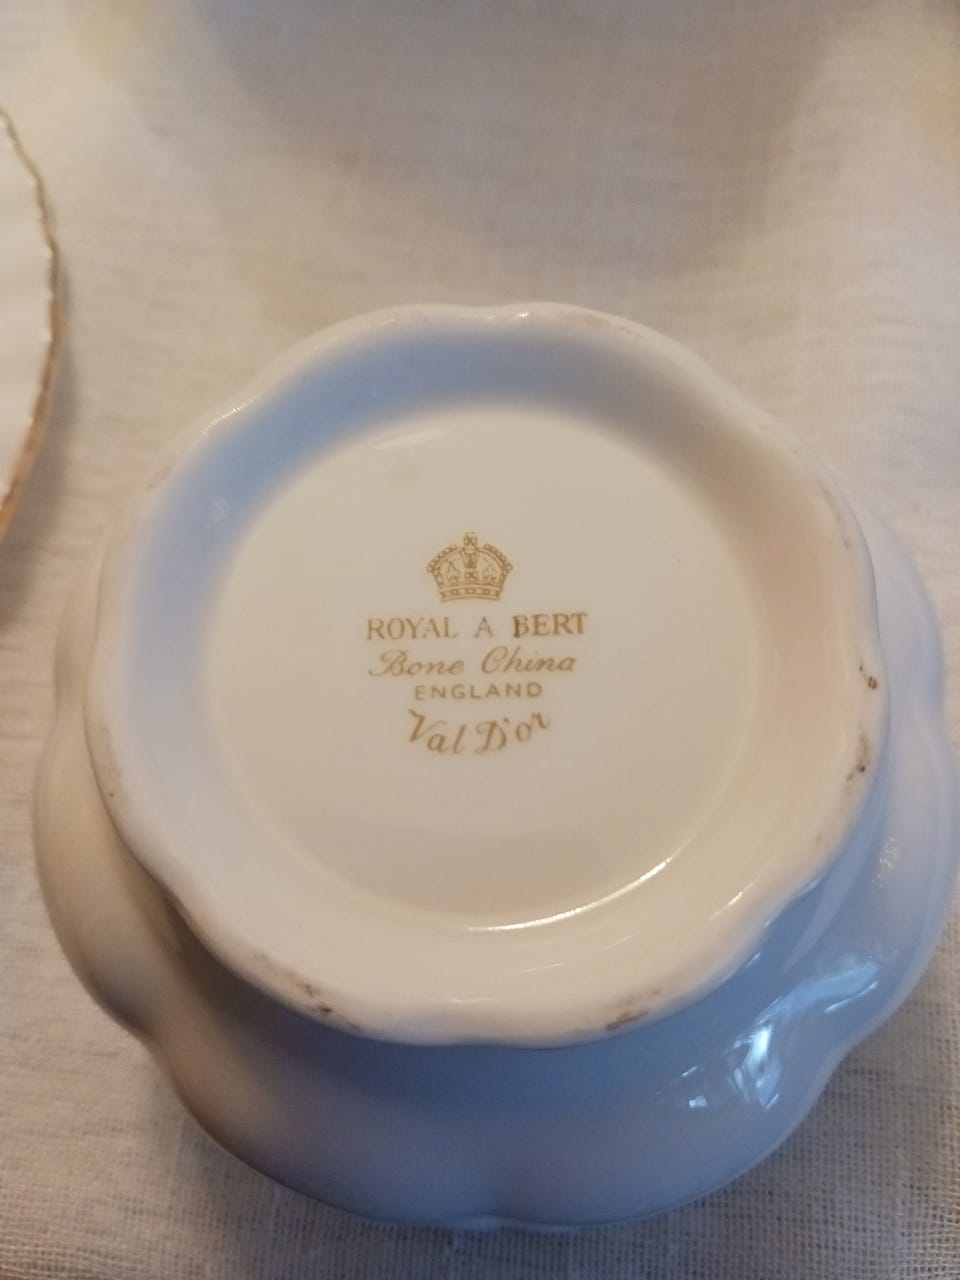 ROYAL A BERT
Bone China
ENGLAND
Val D'or